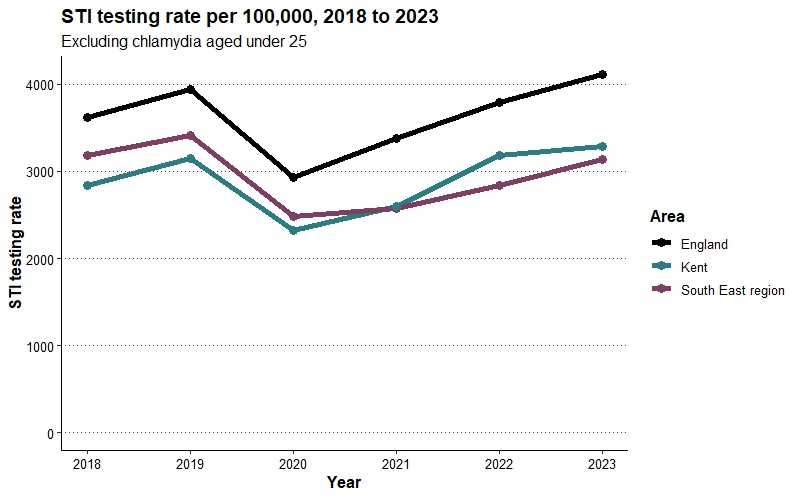 STI testing rate per 100,000, 2018 to 2023
Excluding chlamydia aged under 25
4000
3000
2000
1000
0
STI testing rate
2018 2019 2020 2021 2022 2023
Year
Area
England
Kent
South East region